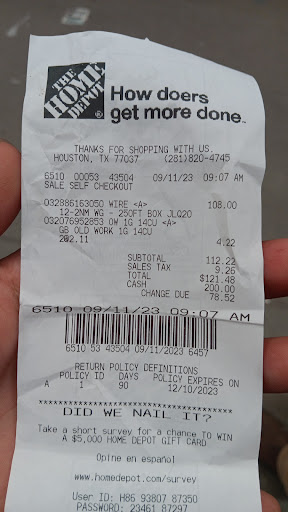 THE
HOME
DEPOT
How doers
get more done™
THANKS FOR SHOPPING WITH US.
HOUSTON, TX 77037 (281)820-4745
6510 00053 43504 09/11/23 09:07 AM
SALE SELF CHECKOUT
032886163050 WIRE <A> 108.00
12-2NM WG - 250FT BOX JLQ20
032076952853 OW 1G 14CU <A>
GB OLD WORK 1G 14CU
2@2.11 4.22
SUBTOTAL 112.22
SALES TAX 9.26
TOTAL $121.48
CASH 200.00
CHANGE DUE 78.52
6510 09/11/23 09:07 AM
6510 53 43504 09/11/2023 6457
RETURN POLICY DEFINITIONS
POLICY ID DAYS POLICY EXPIRES ON
A 1 90 12/10/2023
DID WE NAIL IT?
Take a short survey for a chance to WIN
A $5,000 HOME DEPOT GIFT CARD
Opine en español
www.homedepot.com/survey
User ID: H86 93807 87350
PASSWORD: 23461 87297